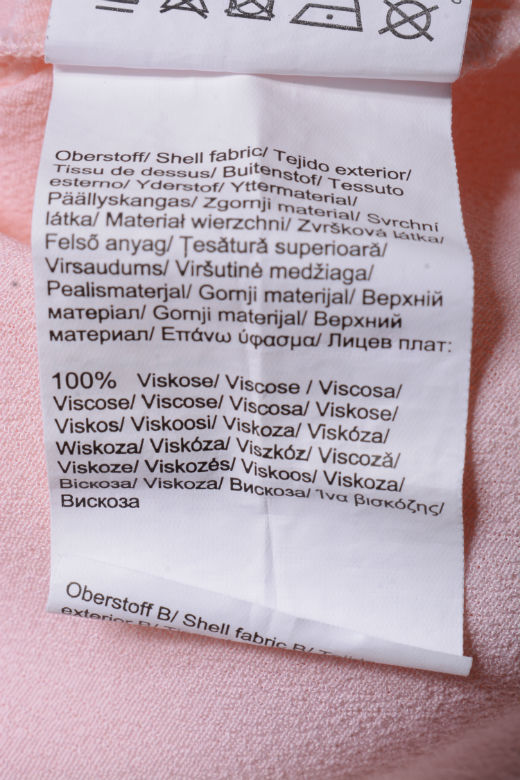 Oberstoff/ Shell fabric/ Tejido exterior/
Tissu de dessus/ Buitenstof/ Tessuto
esterno/ Yderstof/ Yttermaterial/
Päällyskangas/ Zgornji material/ Svrchní
látka/ Materiał wierzchni/ Zvršková látka/
Felső anyag/ Țesătură superioară/
Virsaudums/ Viršutinė medžiaga/
Pealismaterjal/ Gornji materijal/ Верхній
матеріал/ Gornji materijal/ Верхний
материал/ Επάνω ύφασμα/ Лицев плат:
100% Viskose/ Viscose / Viscosa/
Viscose/ Viscose/ Viscosa/ Viskose/
Viskos/ Viskoosi/ Viskoza/ Viskóza/
Wiskoza/ Viskóza/ Viszkóz/ Viscoză/
Viskoze/ Viskozės/ Viskoos/ Viskoza/
Віскоза/ Viskoza/ Вискоза/ Ίνα βισκόζης/
Вискоза
Oberstoff B/ Shell fabric B/
exterior B/